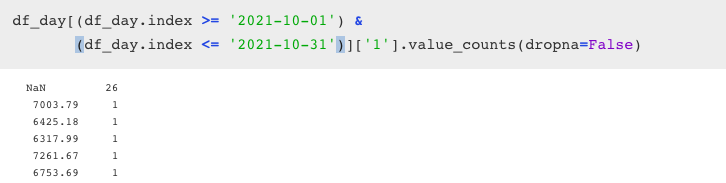 df_day[(df_day.index >= '2021-10-01') &
(df_day.index <= '2021-10-31')]['1'].value_counts(dropna=False)
NaN 26
7003.79 1
6425.18 1
6317.99 1
7261.67 1
6753.69 1